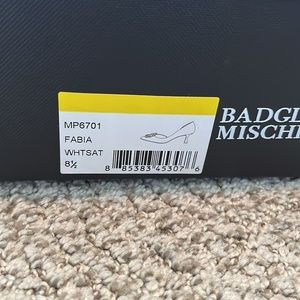 MP6701
FABIA
WHTSAT
8½
8 85383 45307 6
BADGL
MISCH